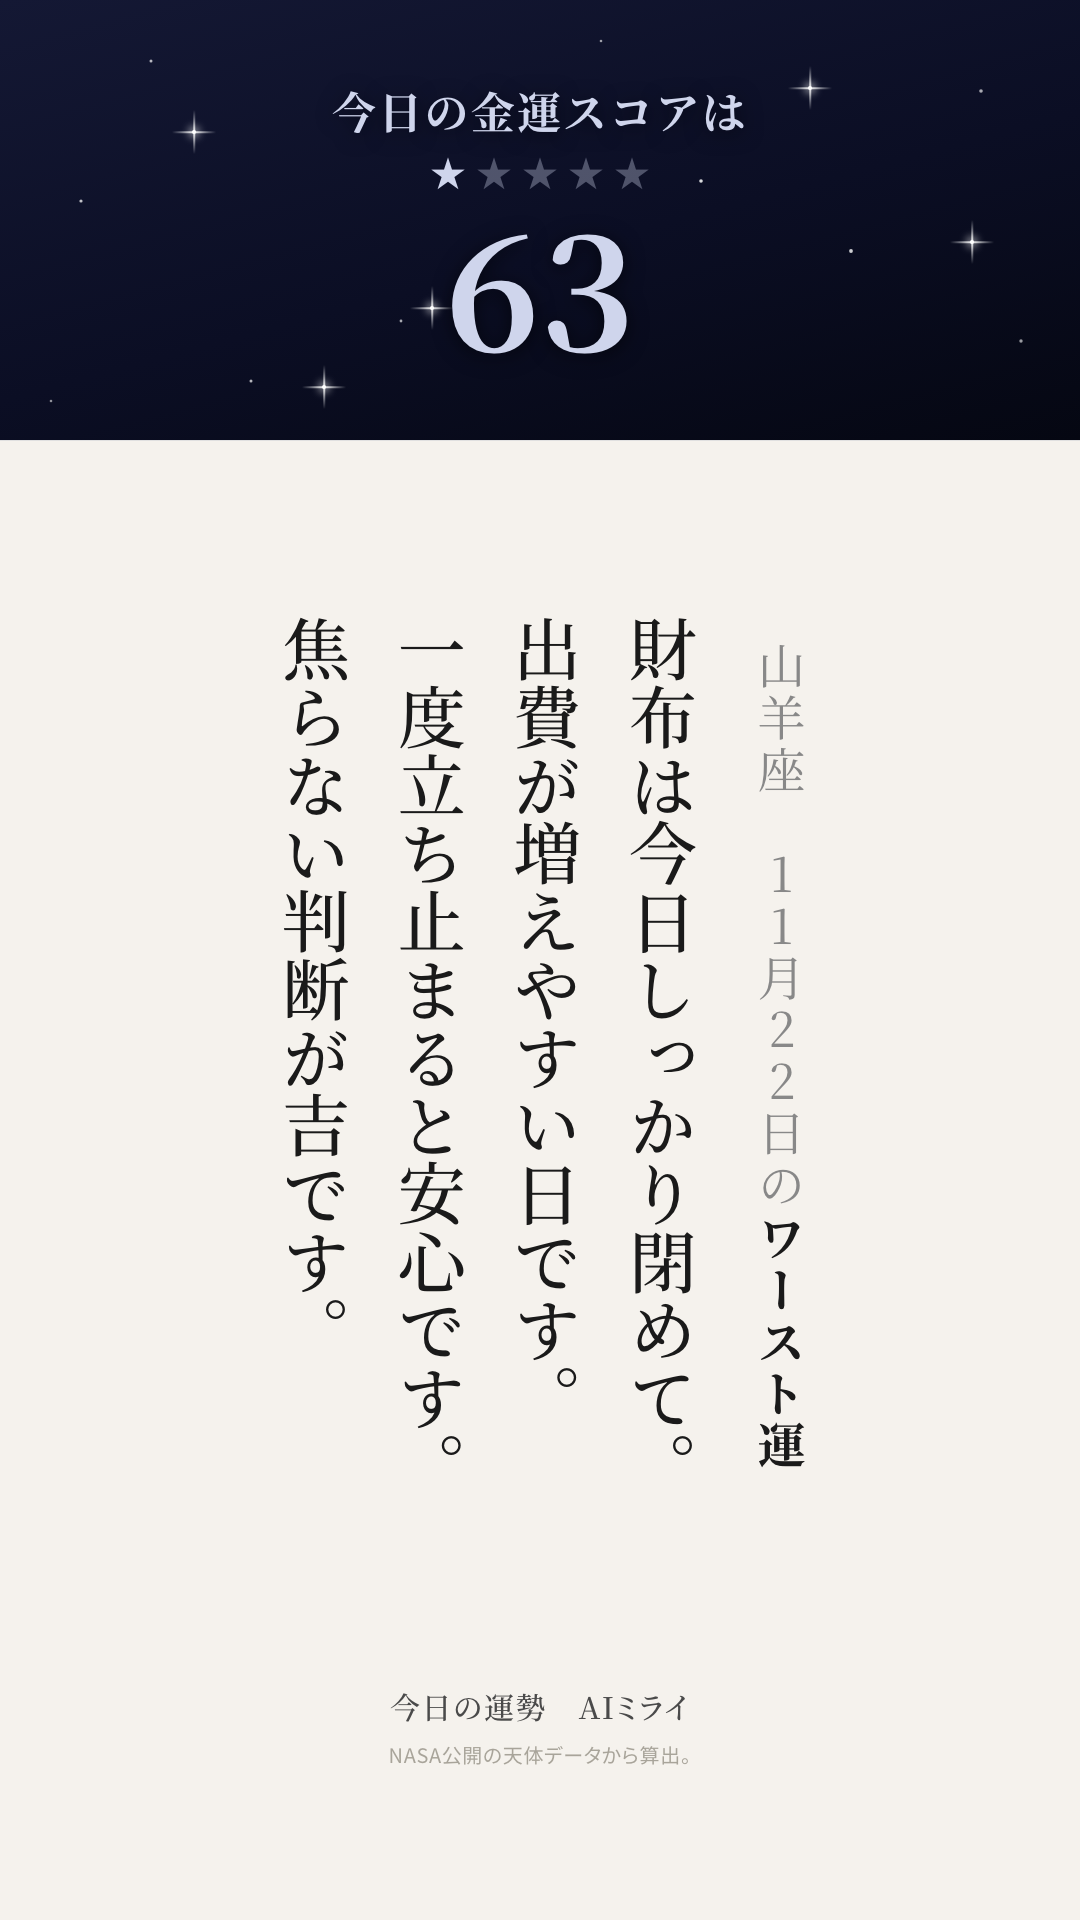 今日の金運スコアは
★★★★★
63
山羊座　11月22日のワースト運
財布は今日しっかり閉めて。
出費が増えやすい日です。
一度立ち止まると安心です。
焦らない判断が吉です。
今日の運勢　AIミライ
NASA公開の天体データから算出。